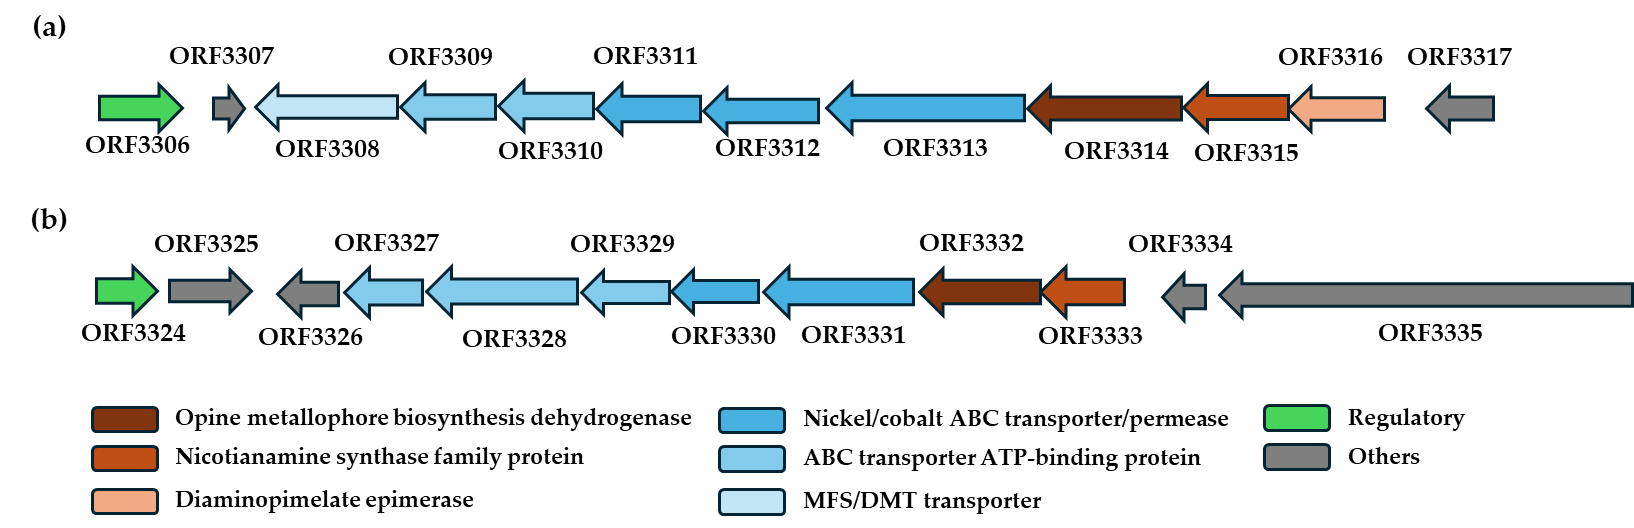 (a)
ORF3307 ORF3309 ORF3311 ORF3316 ORF3317
ORF3306 ORF3308 ORF3310 ORF3312 ORF3313 ORF3314 ORF3315
(b)
ORF3325 ORF3327 ORF3329 ORF3332 ORF3334
ORF3324 ORF3326 ORF3328 ORF3330 ORF3331 ORF3333 ORF3335
Opine metallophore biosynthesis dehydrogenase Nickel/cobalt ABC transporter/permease Regulatory
Nicotianamine synthase family protein ABC transporter ATP-binding protein Others
Diaminopimelate epimerase MFS/DMT transporter